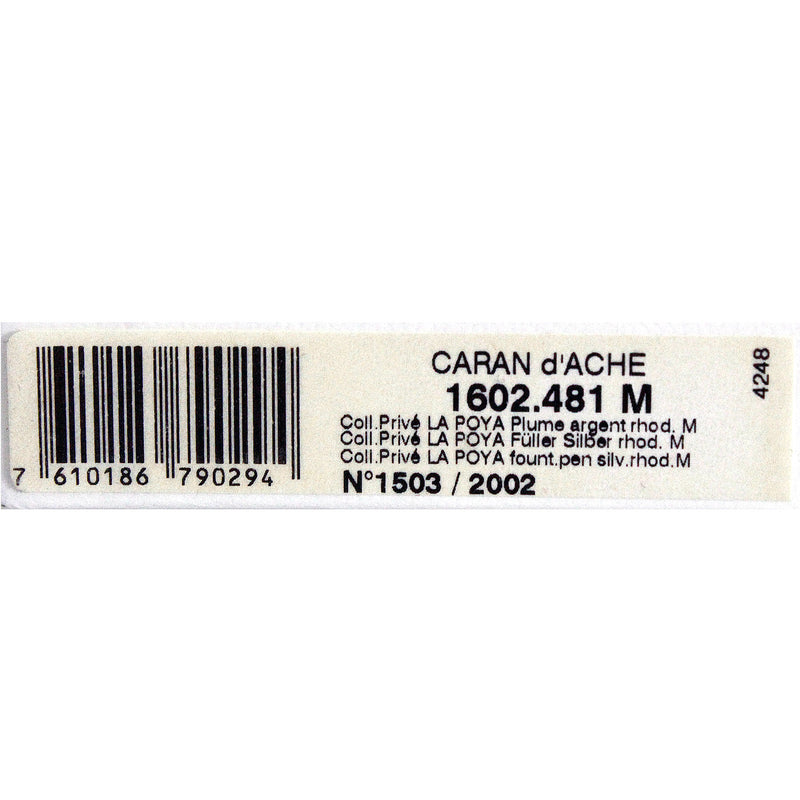 CARAN d'ACHE
1602.481 M
Coll.Privé LA POYA Plume argent rhod. M
Coll.Privé LA POYA Füller Silber rhod. M
Coll.Privé LA POYA fount.pen silv.rhod.M
N°1503 / 2002
7 610186 790294
4248